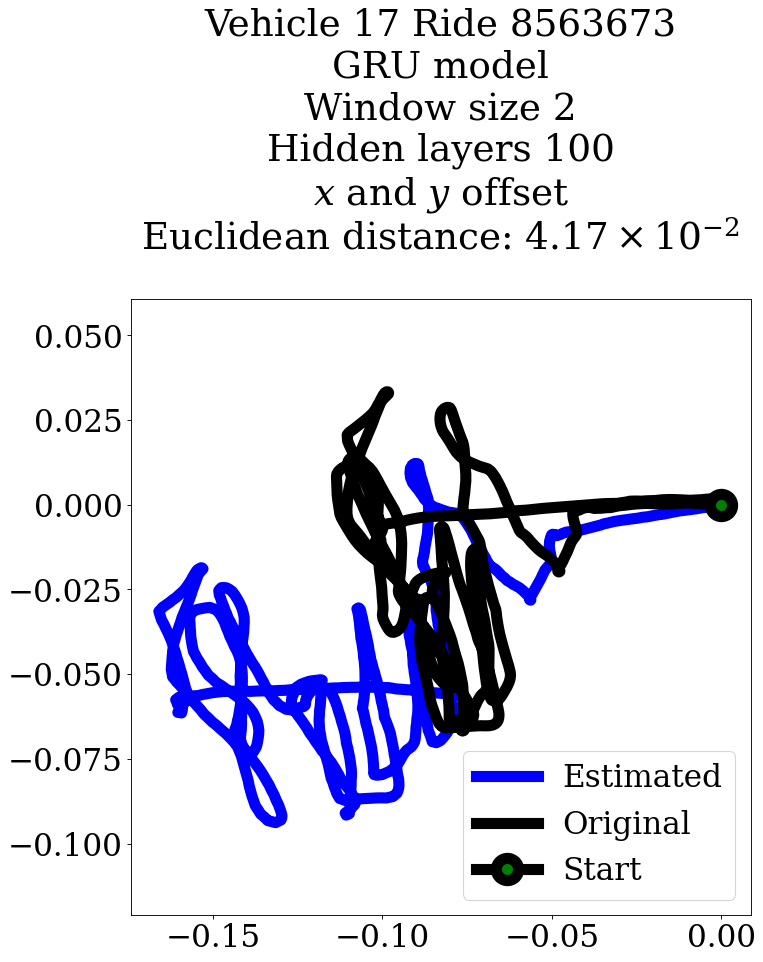 Vehicle 17 Ride 8563673
GRU model
Window size 2
Hidden layers 100
x and y offset
Euclidean distance: 4.17 × 10⁻²
0.050
0.025
0.000
−0.025
−0.050
−0.075
−0.100
Estimated
Original
Start
−0.15 −0.10 −0.05 0.00